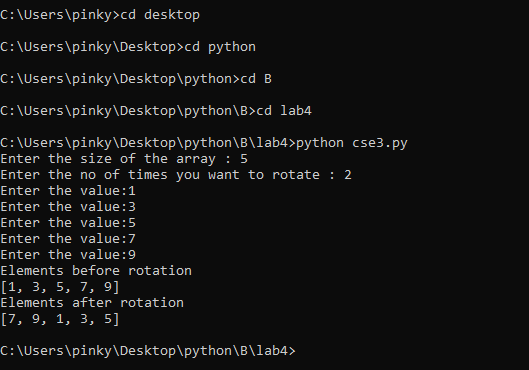 C:\Users\pinky>cd desktop
C:\Users\pinky\Desktop>cd python
C:\Users\pinky\Desktop\python>cd B
C:\Users\pinky\Desktop\python\B>cd lab4
C:\Users\pinky\Desktop\python\B\lab4>python cse3.py
Enter the size of the array : 5
Enter the no of times you want to rotate : 2
Enter the value:1
Enter the value:3
Enter the value:5
Enter the value:7
Enter the value:9
Elements before rotation
[1, 3, 5, 7, 9]
Elements after rotation
[7, 9, 1, 3, 5]
C:\Users\pinky\Desktop\python\B\lab4>